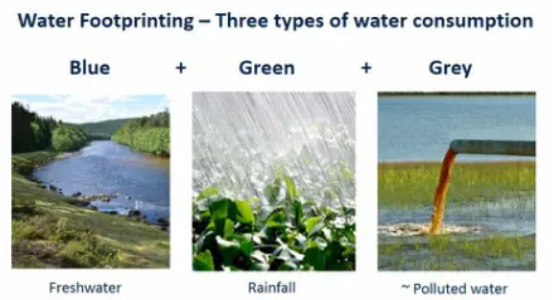 Water Footprinting – Three types of water consumption
Blue + Green + Grey
Freshwater
Rainfall
~ Polluted water